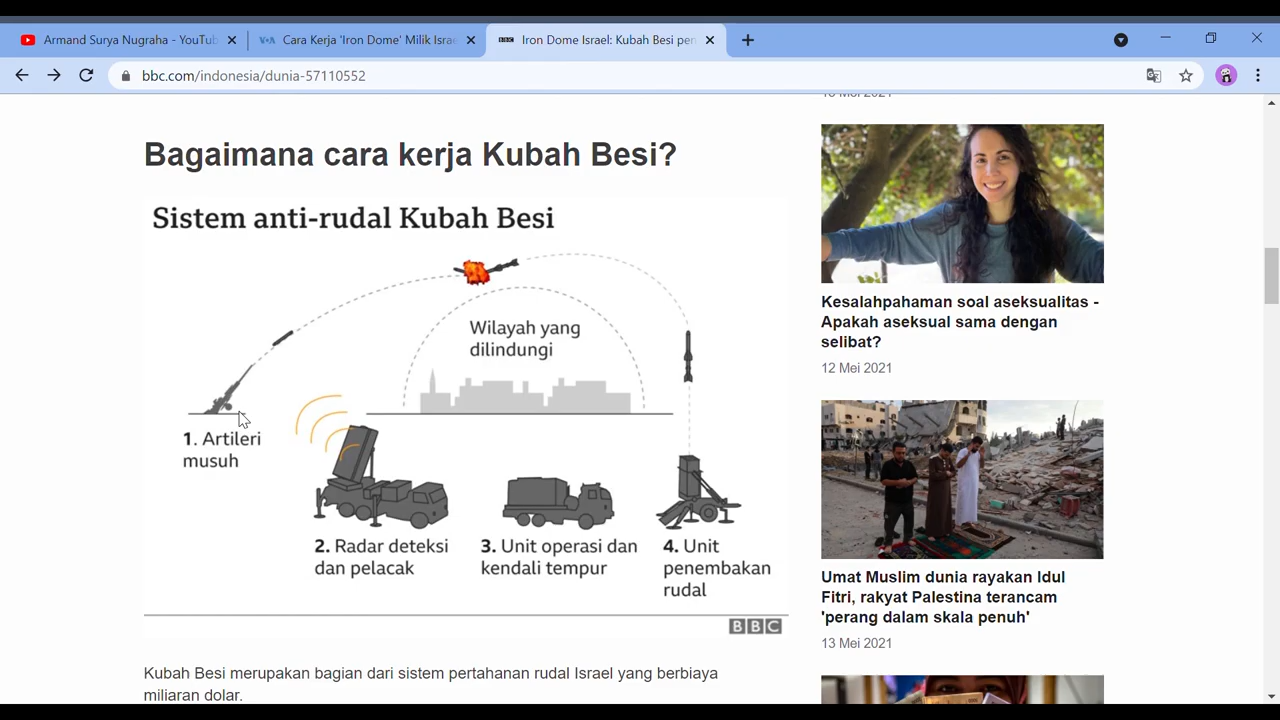 Armand Surya Nugraha - YouTub
VOA Cara Kerja 'Iron Dome' Milik Israe
BBC Iron Dome Israel: Kubah Besi pen
bbc.com/indonesia/dunia-57110552
Bagaimana cara kerja Kubah Besi?
Sistem anti-rudal Kubah Besi
Wilayah yang
dilindungi
1. Artileri
musuh
2. Radar deteksi
dan pelacak
3. Unit operasi dan
kendali tempur
4. Unit
penembakan
rudal
BBC
Kubah Besi merupakan bagian dari sistem pertahanan rudal Israel yang berbiaya
miliaran dolar.
Kesalahpahaman soal aseksualitas -
Apakah aseksual sama dengan
selibat?
12 Mei 2021
Umat Muslim dunia rayakan Idul
Fitri, rakyat Palestina terancam
'perang dalam skala penuh'
13 Mei 2021